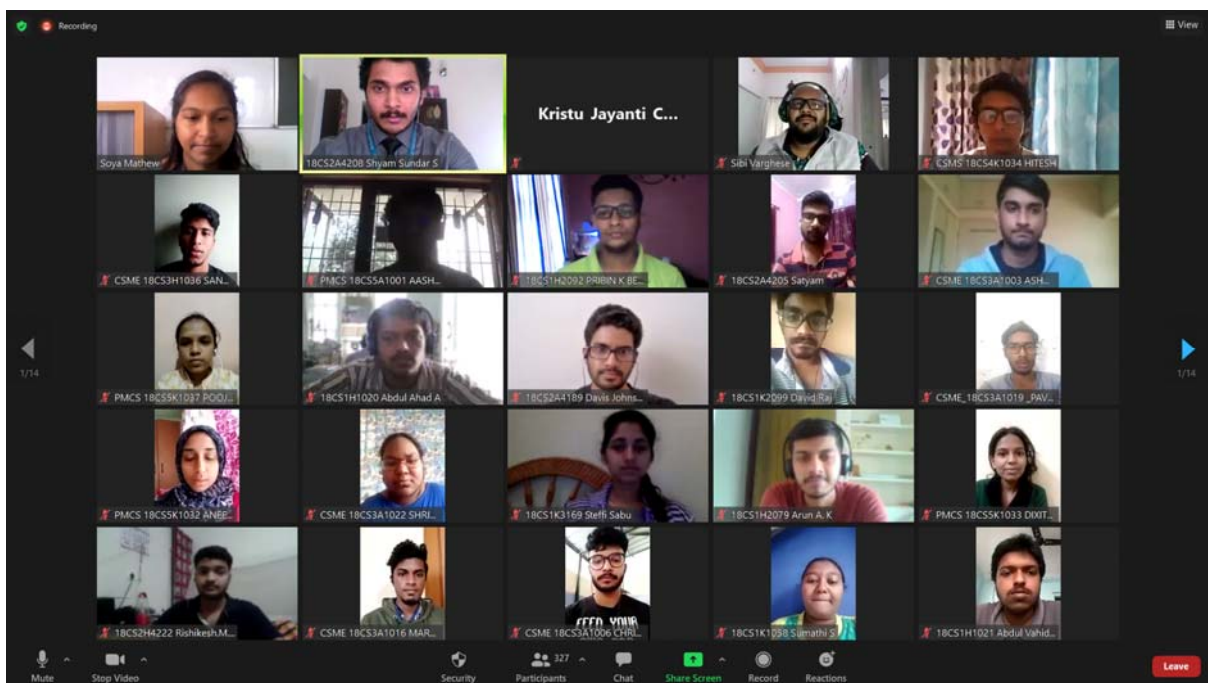 Recording
View
Soya Mathew
18CS2A4208 Shyam Sundar S
Kristu Jayanti C...
Sibi Varghese
CSMS 18CS4K1034 HITESH
CSME 18CS3H1036 SAN...
PMCS 18CS5A1001 AASH...
18CS1H2092 PRIBIN K BE...
18CS2A4205 Satyam
CSME 18CS3A1003 ASH...
1/14
1/14
PMCS 18CS5K1037 POOJ...
18CS1H1020 Abdul Ahad A
18CS2A4189 Davis Johns...
18CS1K2099 David Raj
CSME_18CS3A1019 _PAV...
PMCS 18CS5K1032 ANEE...
CSME 18CS3A1022 SHRI...
18CS1K3169 Steffi Sabu
18CS1H2079 Arun A. K
PMCS 18CS5K1033 DIXIT...
FEED YOUR
18CS2H4222 Rishikesh.M...
CSME 18CS3A1016 MAR...
CSME 18CS3A1006 CHRI...
18CS1K1058 Sumathi S
18CS1H1021 Abdul Vahid...
327
Mute
Stop Video
Security
Participants
Chat
Share Screen
Record
Reactions
Leave